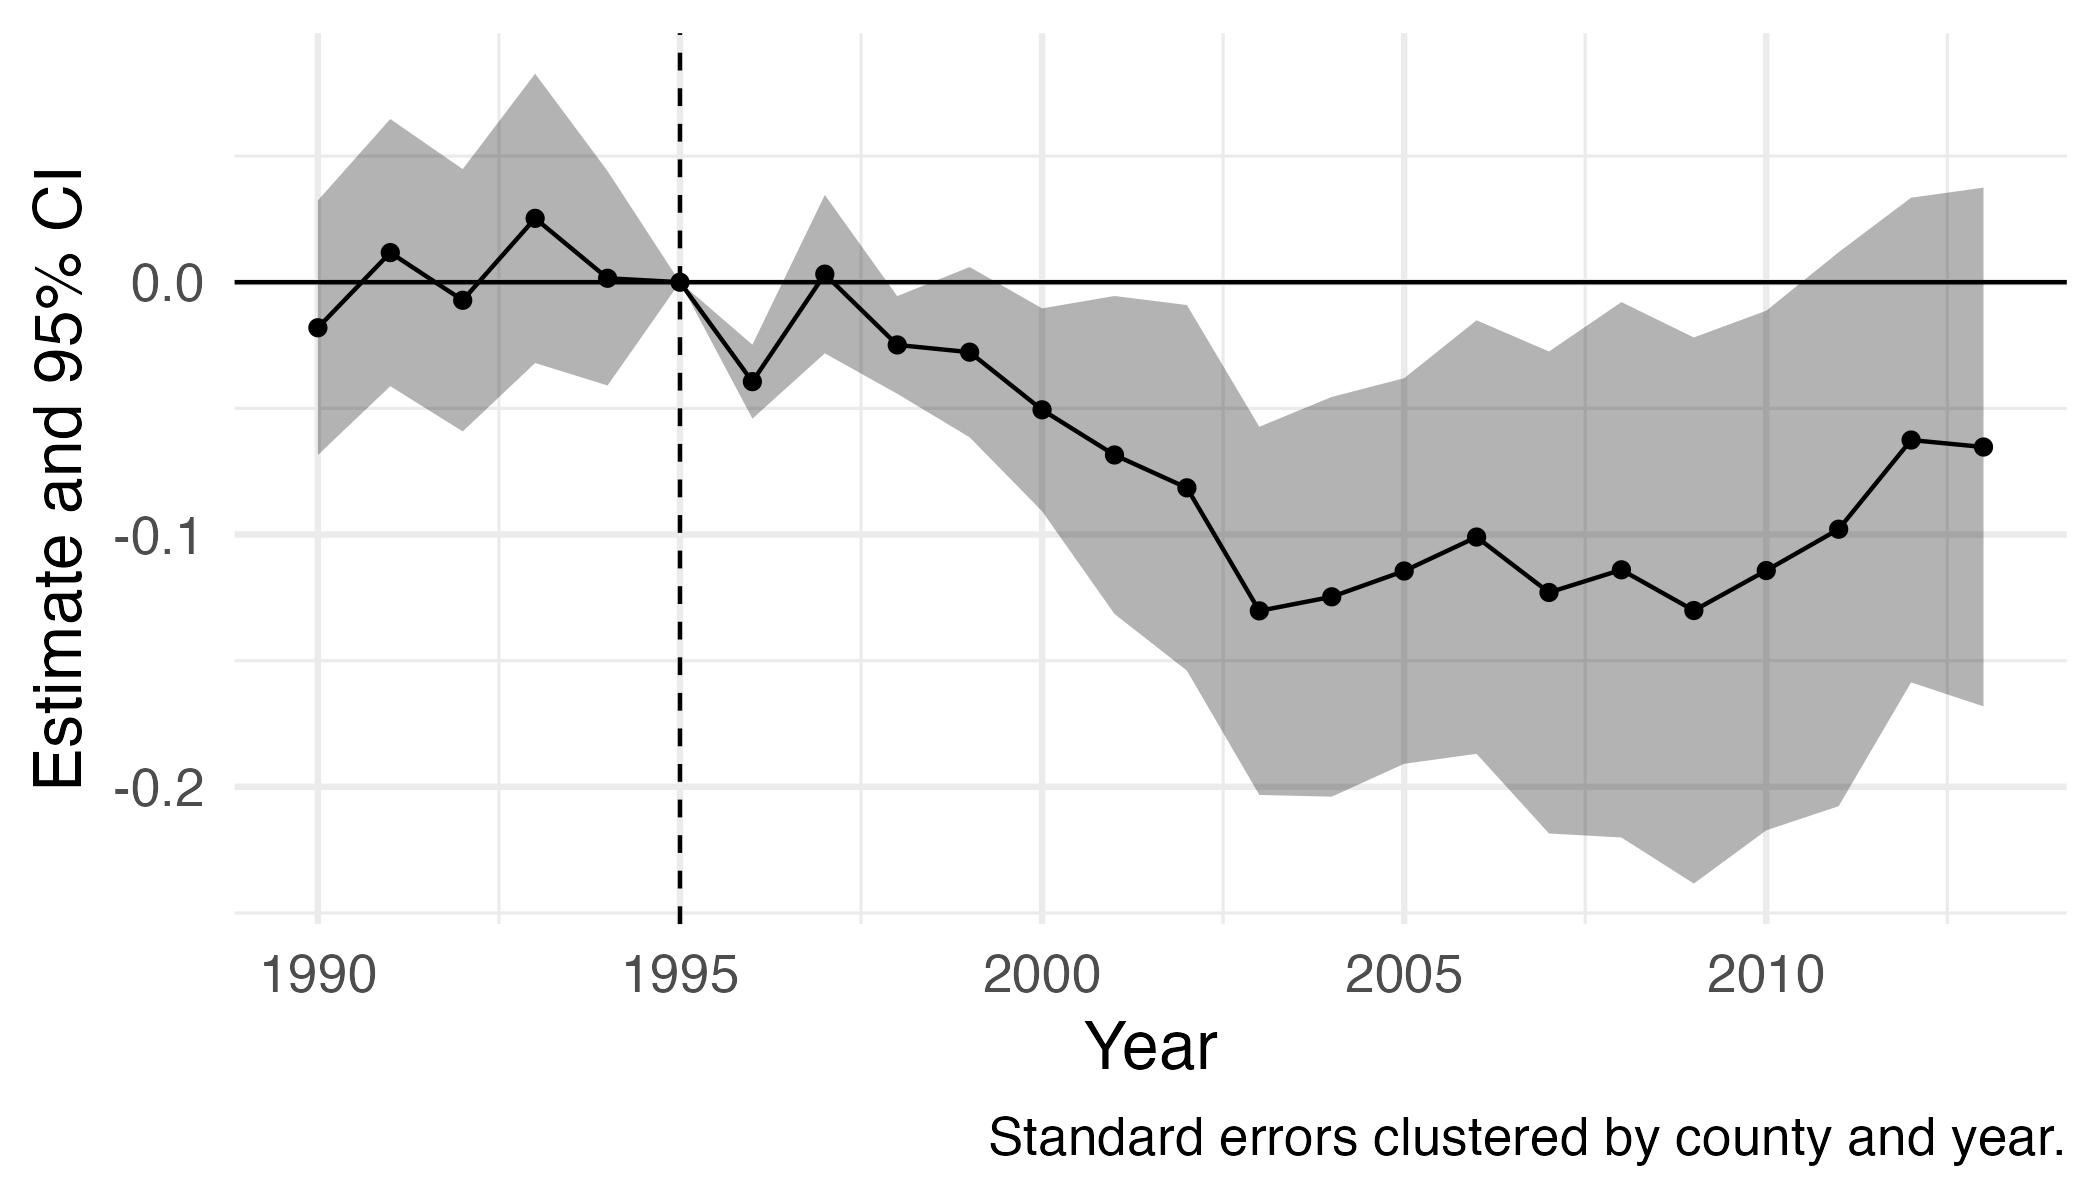 Estimate and 95% CI
0.0
-0.1
-0.2
1990 1995 2000 2005 2010
Year
Standard errors clustered by county and year.